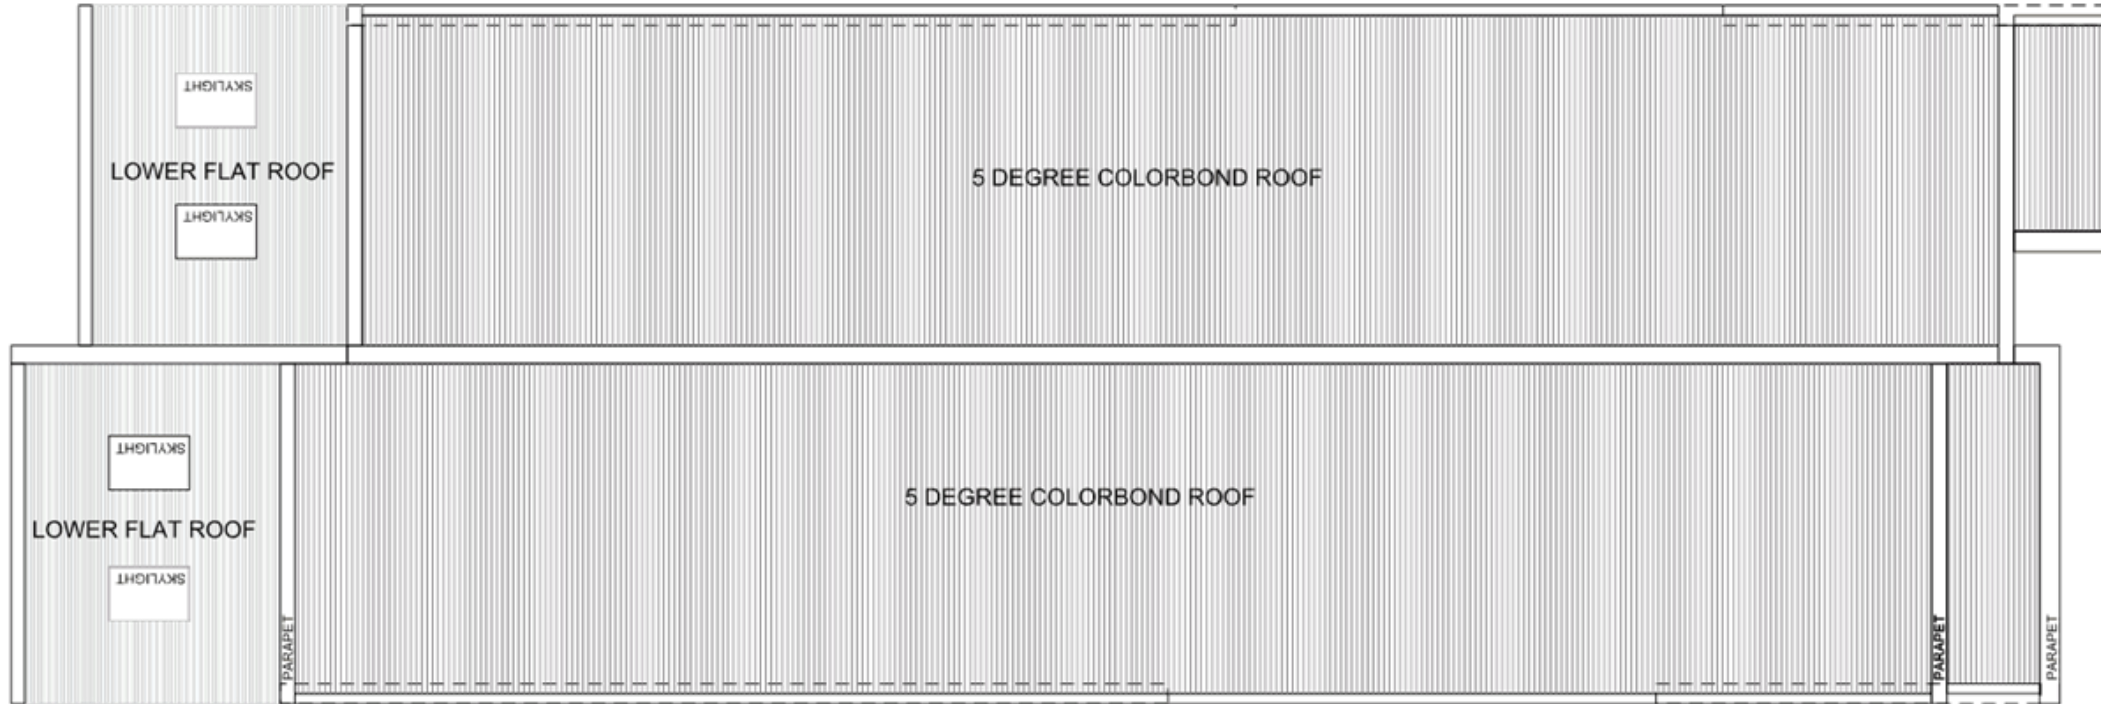 SKYLIGHT
LOWER FLAT ROOF
SKYLIGHT
5 DEGREE COLORBOND ROOF
SKYLIGHT
LOWER FLAT ROOF
SKYLIGHT
5 DEGREE COLORBOND ROOF
PARAPET
PARAPET
PARAPET